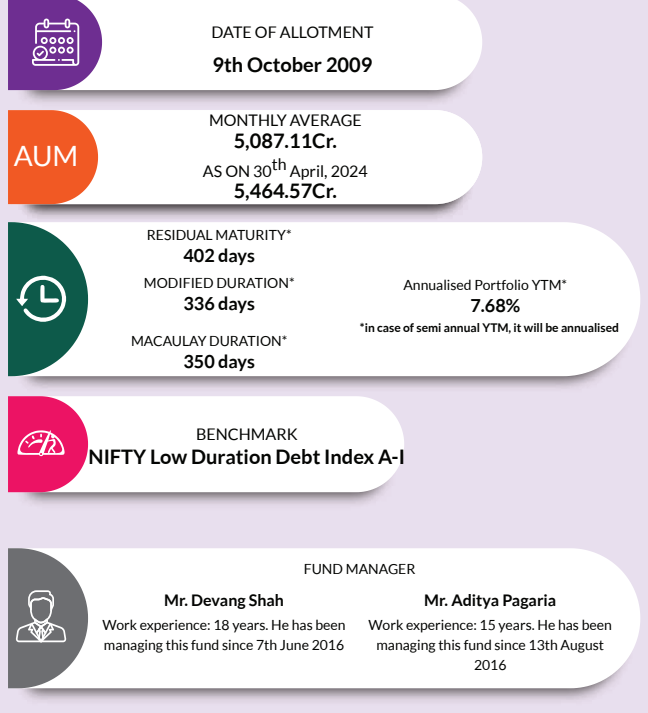 DATE OF ALLOTMENT
9th October 2009
AUM
MONTHLY AVERAGE
5,087.11Cr.
AS ON 30th April, 2024
5,464.57Cr.
RESIDUAL MATURITY*
402 days
MODIFIED DURATION*
336 days
MACAULAY DURATION*
350 days
Annualised Portfolio YTM*
7.68%
*in case of semi annual YTM, it will be annualised
BENCHMARK
NIFTY Low Duration Debt Index A-I
FUND MANAGER
Mr. Devang Shah
Work experience: 18 years. He has been
managing this fund since 7th June 2016
Mr. Aditya Pagaria
Work experience: 15 years. He has been
managing this fund since 13th August
2016